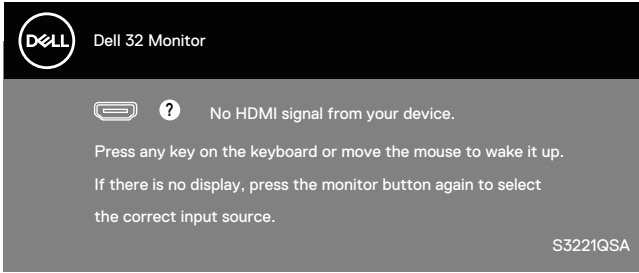 DELL
Dell 32 Monitor
? No HDMI signal from your device.
Press any key on the keyboard or move the mouse to wake it up.
If there is no display, press the monitor button again to select
the correct input source.
S3221QSA